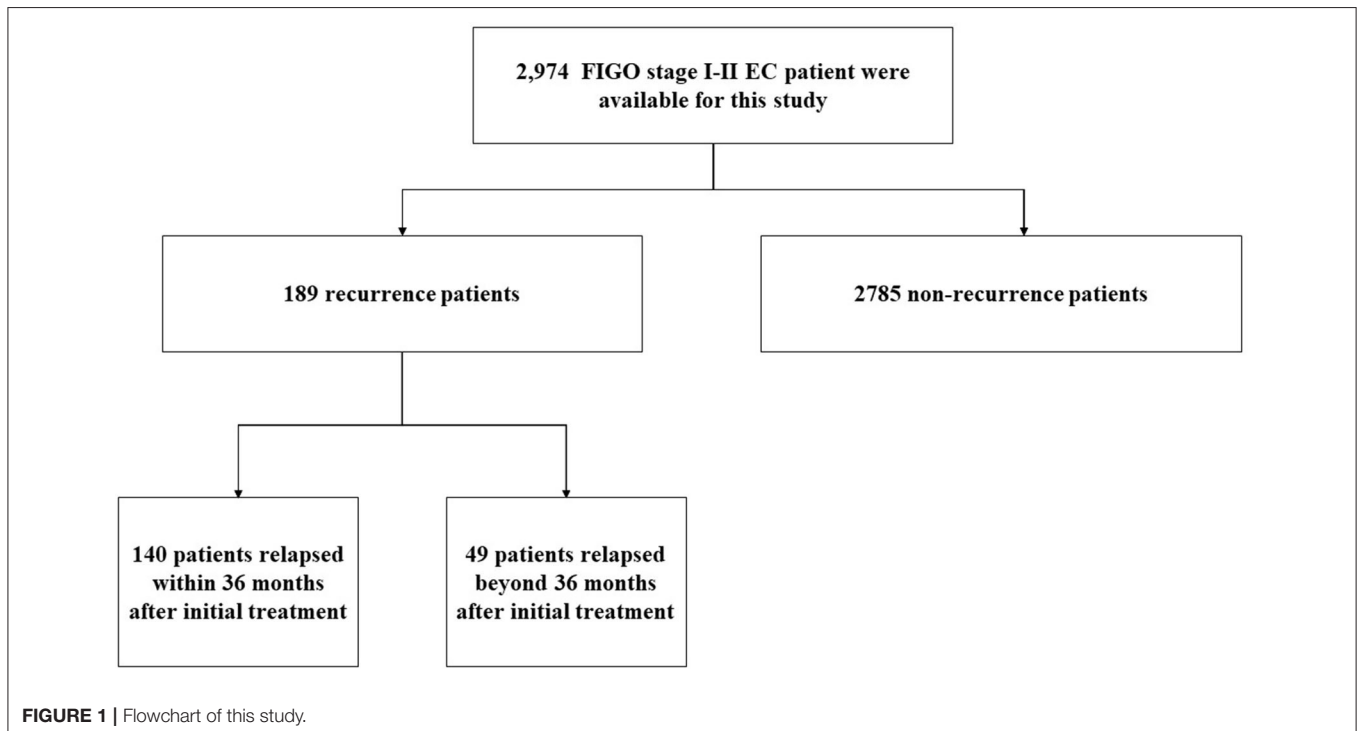 2,974 FIGO stage I-II EC patient were
available for this study
189 recurrence patients
2785 non-recurrence patients
140 patients relapsed
within 36 months
after initial treatment
49 patients relapsed
beyond 36 months
after initial treatment
FIGURE 1 | Flowchart of this study.